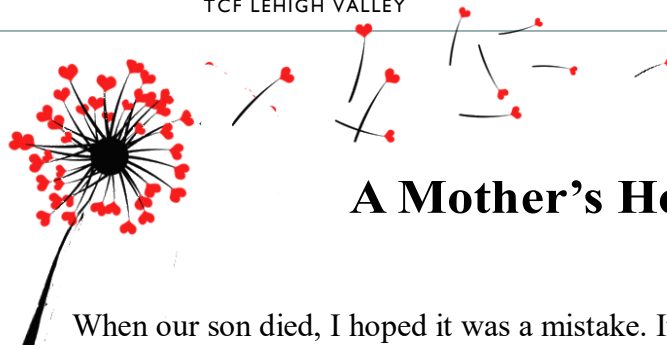 TCF LEHIGH VALLEY
A Mother’s
When our son died, I hoped it was a mistake.